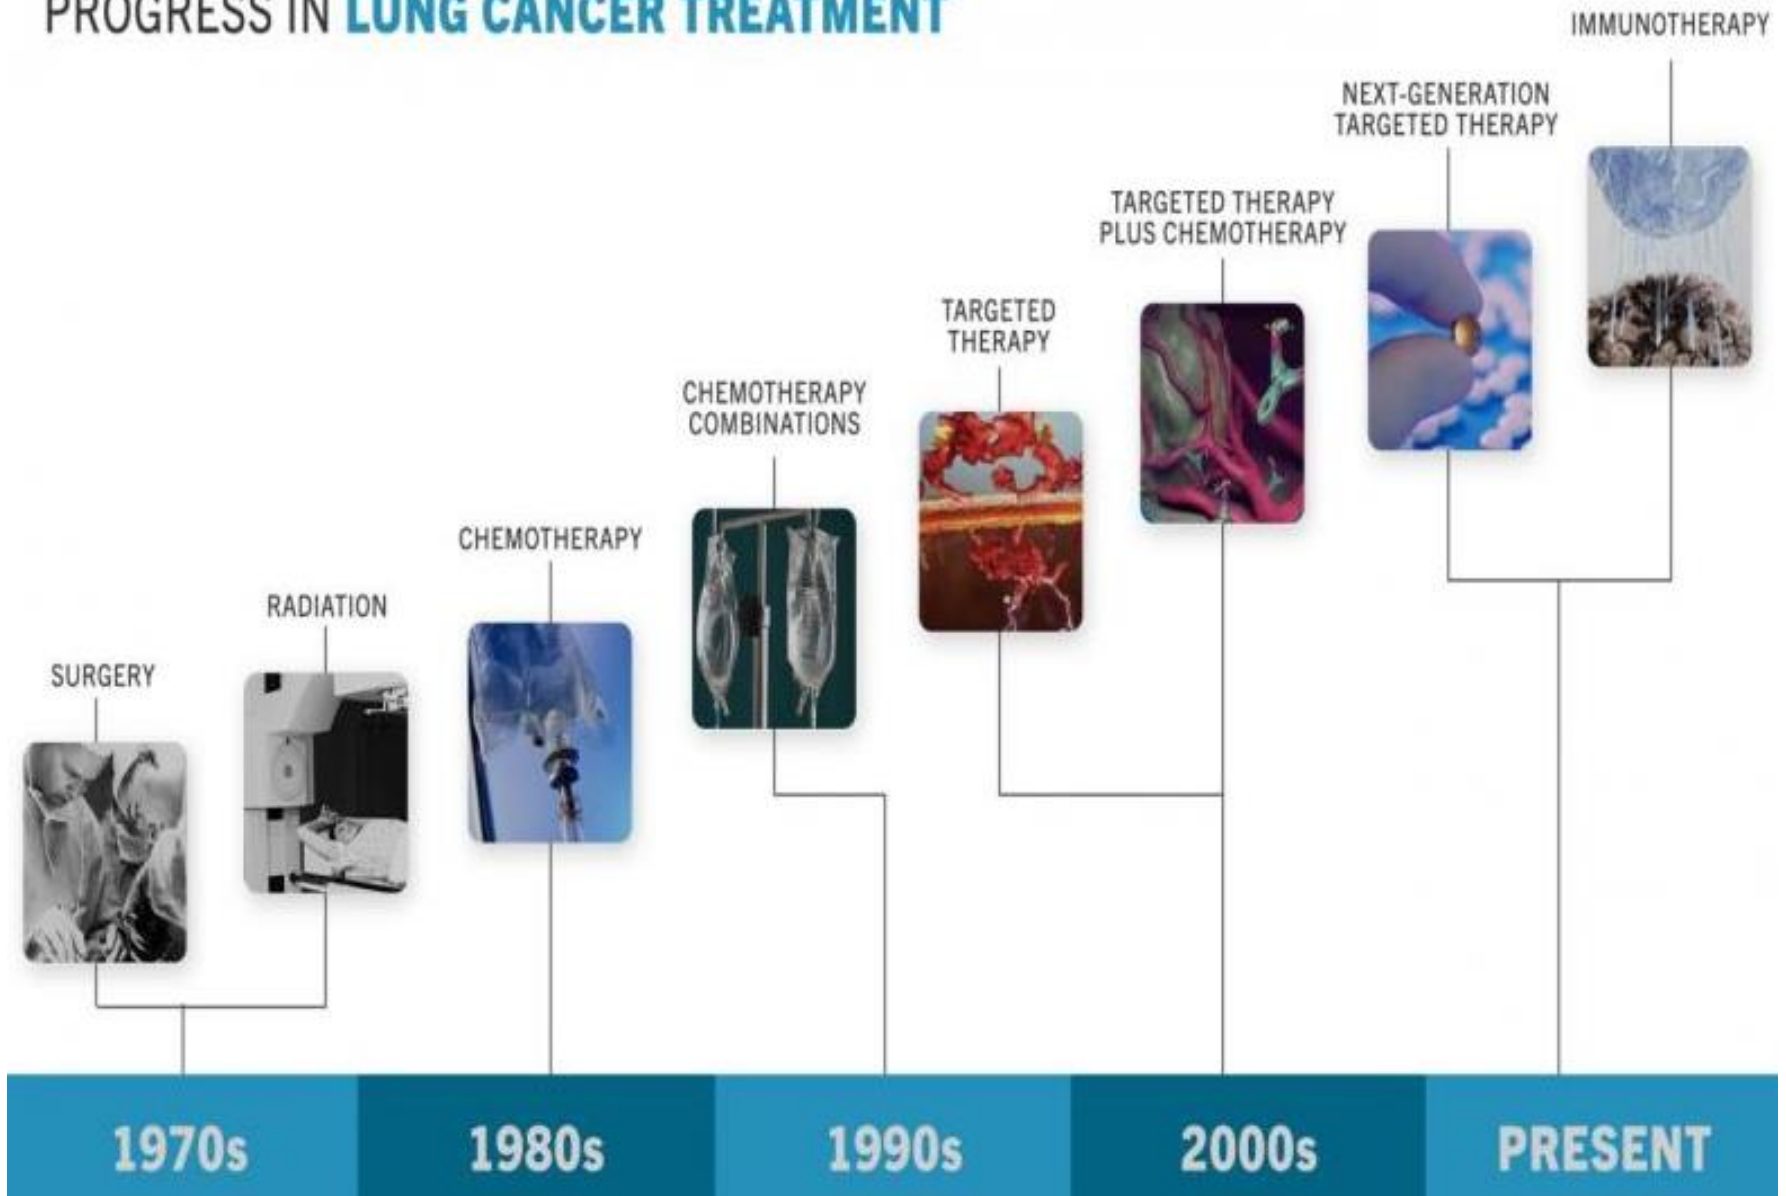 PROGRESS IN LUNG CANCER TREATMENT
IMMUNOTHERAPY
NEXT-GENERATION
TARGETED THERAPY
TARGETED THERAPY
PLUS CHEMOTHERAPY
TARGETED
THERAPY
CHEMOTHERAPY
COMBINATIONS
CHEMOTHERAPY
RADIATION
SURGERY
1970s
1980s
1990s
2000s
PRESENT